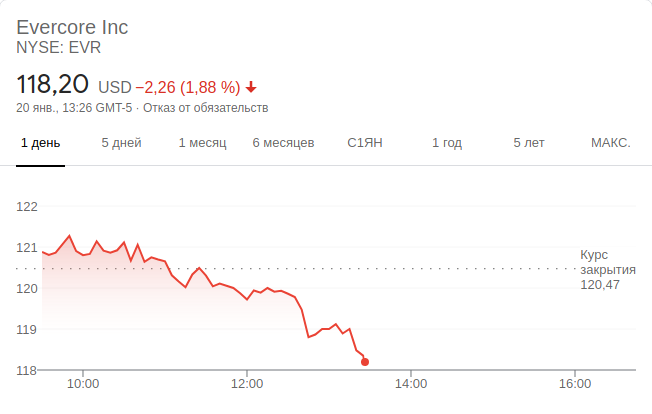 Evercore Inc
NYSE: EVR
118,20 USD −2,26 (1,88 %)
20 янв., 13:26 GMT-5 · Отказ от обязательств
1 день 5 дней 1 месяц 6 месяцев С1ЯН 1 год 5 лет МАКС.
122
121
Курс
закрытия
120,47
120
119
118
10:00 12:00 14:00 16:00